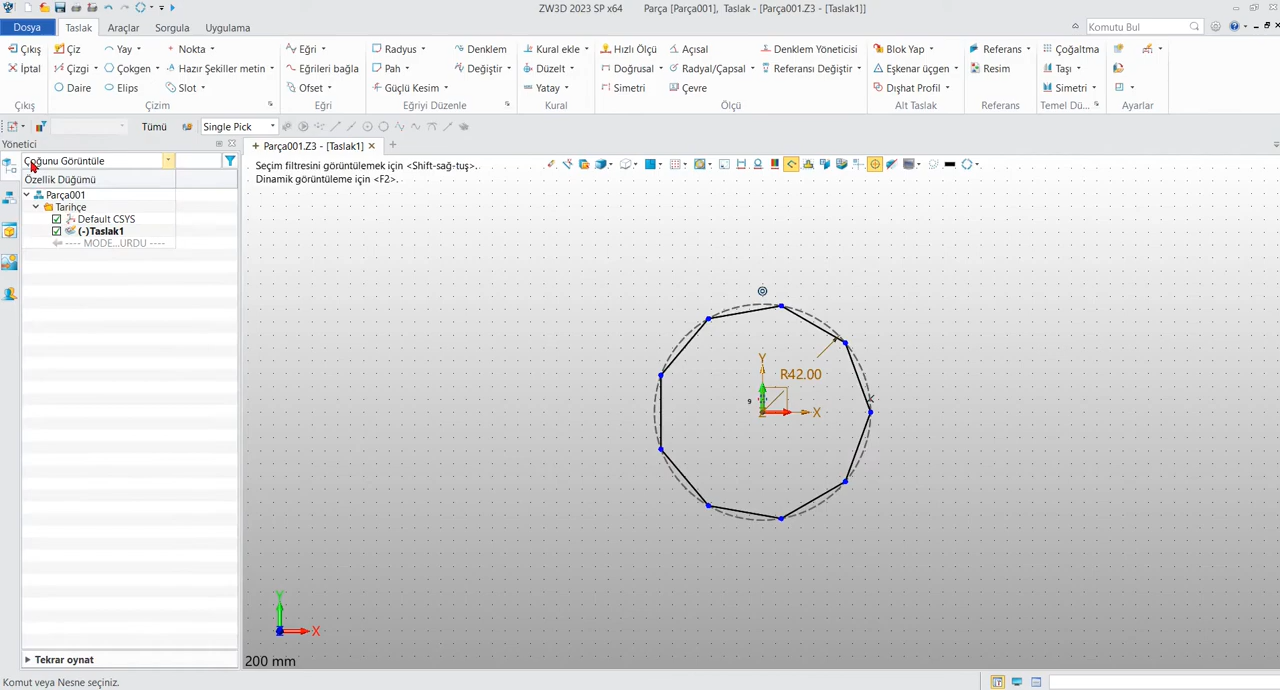 ZW3D 2023 SP x64 Parça [Parça001], Taslak - [Taslak1]]
Dosya Taslak Araçlar Sorgula Uygulama Komutu Bul
Çıkış Çiz Yay Nokta Eğri Radyus Denklem Kural ekle Hızlı Ölçü Açısal Denklem Yöneticisi Blok Yap Referans Çoğaltma
İptal Çizgi Çokgen Hazır Şekiller metin Eğrileri bağla Pah Değiştir Düzelt Doğrusal Radyal/Çapsal Referansı Değiştir Eşkenar üçgen Resim Taşı
Daire Elips Slot Ofset Güçlü Kesim Yatay Simetri Çevre Dışhat Profil Simetri
Çıkış Çizim Eğri Eğriyi Düzenle Kural Ölçü Alt Taslak Referans Temel Dü... Ayarlar
Tümü Single Pick
Yönetici
Parça001.Z3 - [Taslak1]
Çoğunu Görüntüle
Seçim filtresini görüntülemek için <Shift-sağ-tuş>.
Özellik Düğümü
Dinamik görüntüleme için <F2>.
Parça001
Tarihçe
Default CSYS
(-)Taslak1
---- MODE...URDU ----
Y
R42.00
9
X
Z
Y
X
200 mm
Tekrar oynat
Komut veya Nesne seçiniz.